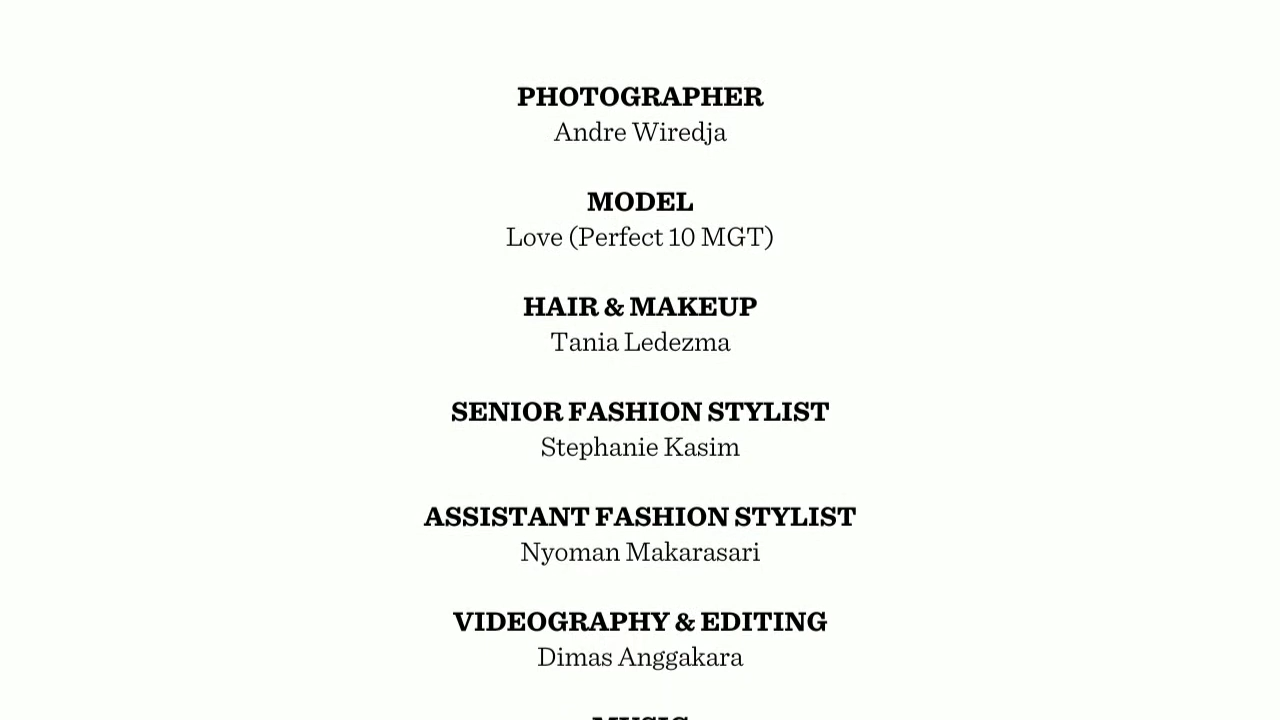 PHOTOGRAPHER
Andre Wiredja
MODEL
Love (Perfect 10 MGT)
HAIR & MAKEUP
Tania Ledezma
SENIOR FASHION STYLIST
Stephanie Kasim
ASSISTANT FASHION STYLIST
Nyoman Makarasari
VIDEOGRAPHY & EDITING
Dimas Anggakara
MUSIC